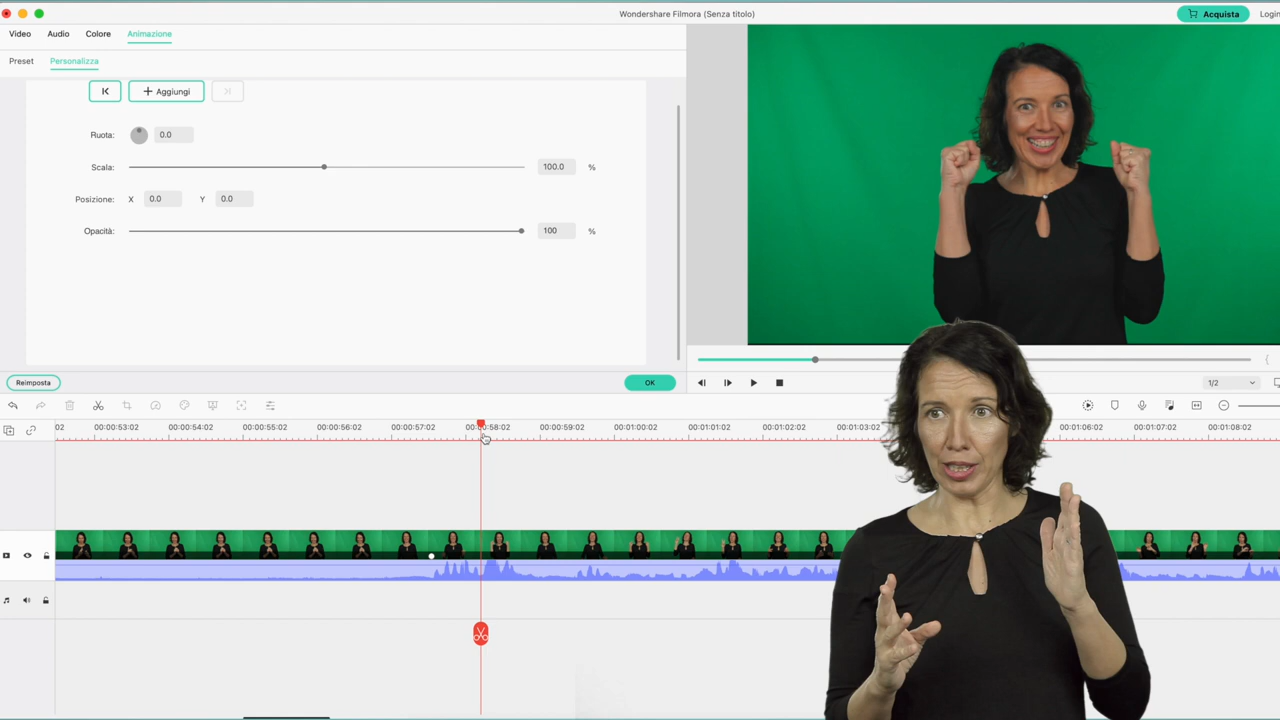 Wondershare Filmora (Senza titolo)
Acquista
Login
Video Audio Colore Animazione
Preset Personalizza
Aggiungi
Ruota: 0.0
Scala: 100.0 %
Posizione: X 0.0 Y 0.0
Opacità: 100 %
Reimposta
OK
1/2
02 00:00:53:02 00:00:54:02 00:00:55:02 00:00:56:02 00:00:57:02 00:00:58:02 00:00:59:02 00:01:00:02 00:01:01:02 00:01:02:02 00:01:03:02 00:01:06:02 00:01:07:02 00:01:08:02